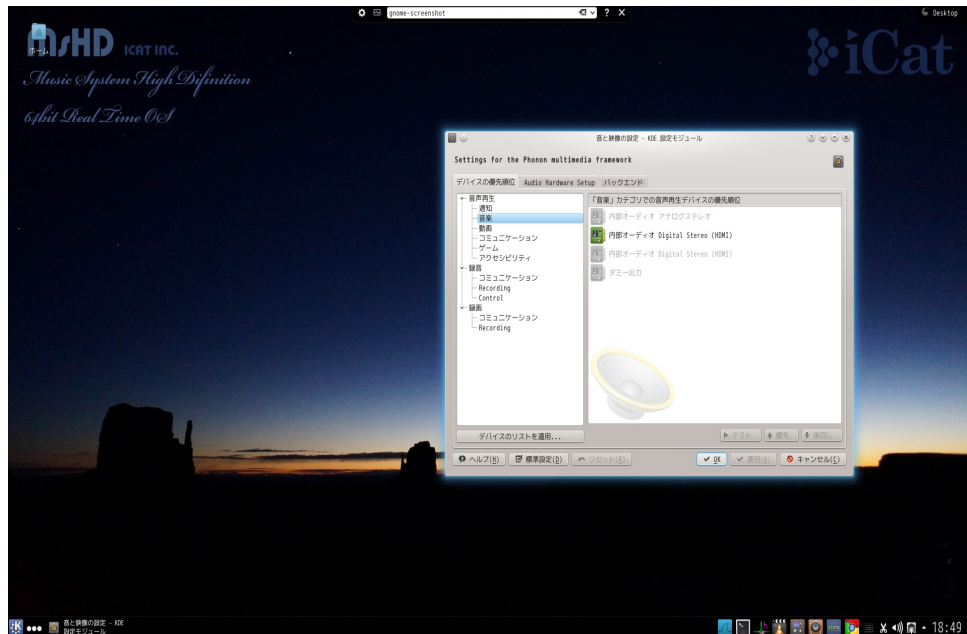 gnome-screenshot
?
X
Desktop
ホーム
MsHD ICAT INC.
Music System High Difinition
64bit Real Time OS
iCat
音と映像の設定 - KDE 設定モジュール
Settings for the Phonon multimedia framework
デバイスの優先順位
Audio Hardware Setup
バックエンド
音声再生
通知
音楽
動画
コミュニケーション
ゲーム
アクセシビリティ
録音
コミュニケーション
Recording
Control
録画
コミュニケーション
Recording
「音楽」カテゴリでの音声再生デバイスの優先順位
内部オーディオ アナログステレオ
内部オーディオ Digital Stereo (HDMI)
内部オーディオ Digital Stereo (HDMI)
ダミー出力
デバイスのリストを適用...
テスト
優先
後回し
ヘルプ(H)
標準設定(D)
リセット(R)
OK
適用(A)
キャンセル(C)
音と映像の設定 - KDE
設定モジュール
18:49